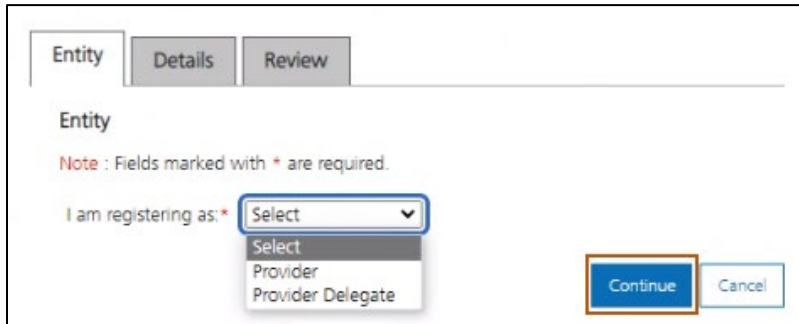 Entity Details Review
Entity
Note : Fields marked with * are required.
I am registering as:* Select
Select
Provider
Provider Delegate
Continue Cancel